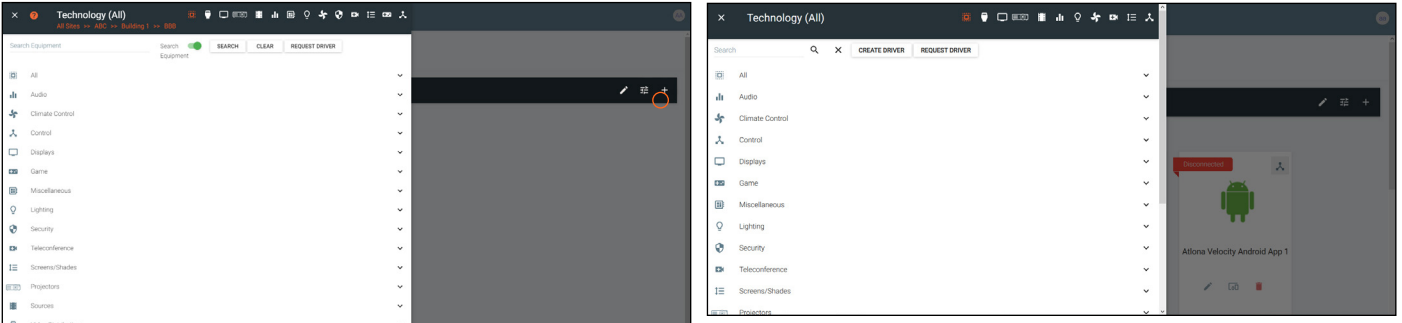 Technology (All)
All Sites >> ABC >> Building 1 >> BBB
Search Equipment
Search Equipment
SEARCH
CLEAR
REQUEST DRIVER
All
Audio
Climate Control
Control
Displays
Game
Miscellaneous
Lighting
Security
Teleconference
Screens/Shades
Projectors
Sources
Technology (All)
Search
CREATE DRIVER
REQUEST DRIVER
All
Audio
Climate Control
Control
Displays
Game
Miscellaneous
Lighting
Security
Teleconference
Screens/Shades
Projectors
Disconnected
Atlona Velocity Android App 1